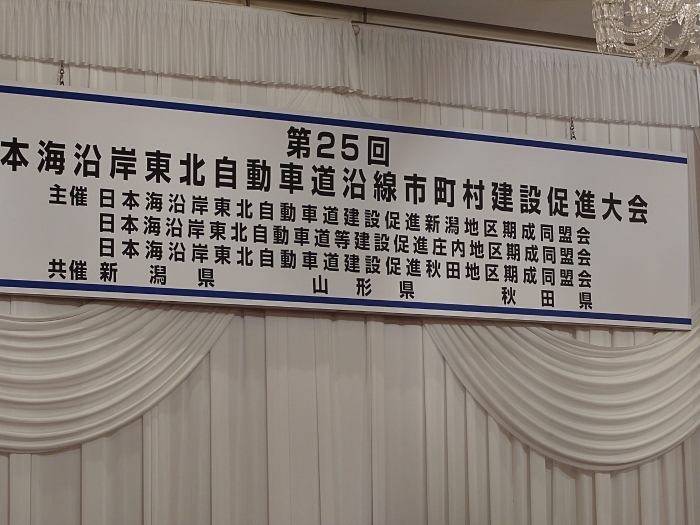 第25回
本海沿岸東北自動車道沿線市町村建設促進大会
主催 日本海沿岸東北自動車道建設促進新潟地区期成同盟会
日本海沿岸東北自動車道等建設促進庄内地区期成同盟会
日本海沿岸東北自動車道建設促進秋田地区期成同盟会
共催 新潟県 山形県 秋田県